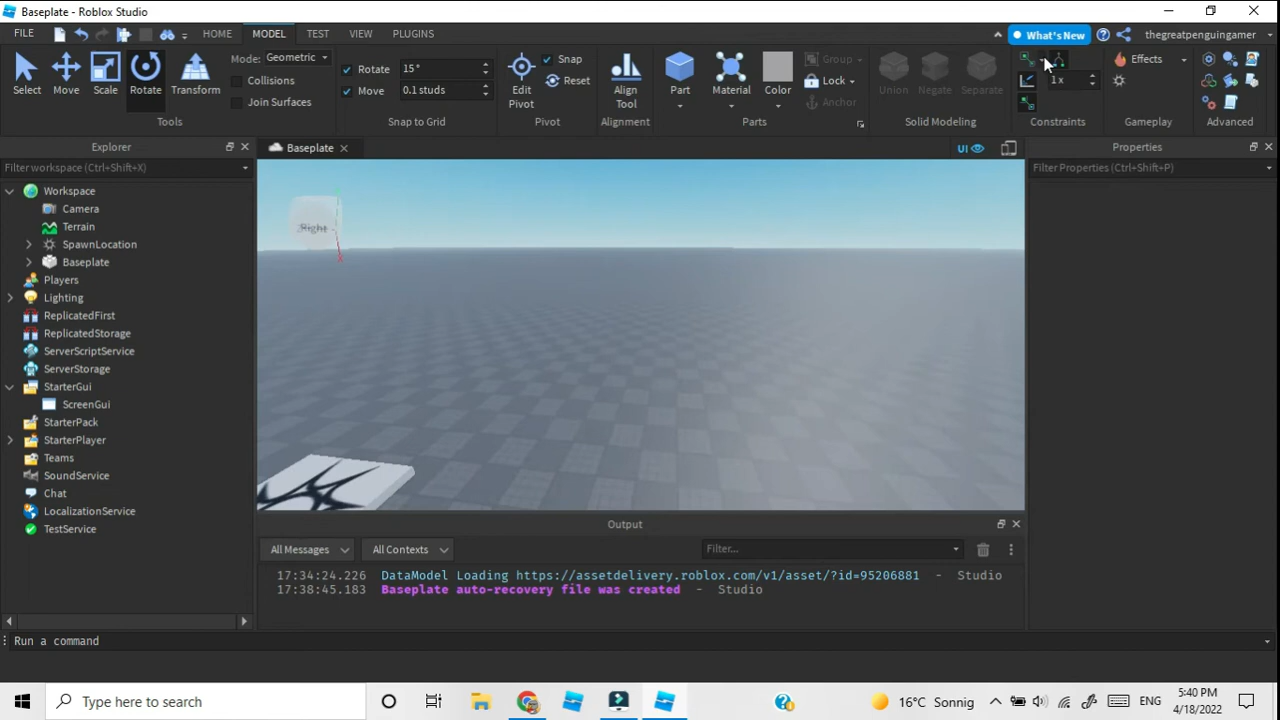 Baseplate - Roblox Studio
FILE HOME MODEL TEST VIEW PLUGINS What's New thegreatpenguingamer
Select Move Scale Rotate Transform
Mode: Geometric
Collisions
Join Surfaces
Tools
Rotate 15°
Move 0.1 studs
Snap to Grid
Edit Pivot
Snap
Reset
Pivot
Align Tool
Alignment
Part Material Color
Group
Lock
Anchor
Parts
Union Negate Separate
Solid Modeling
1 x
Constraints
Effects
Gameplay
Advanced
Explorer
Filter workspace (Ctrl+Shift+X)
Workspace
Camera
Terrain
SpawnLocation
Baseplate
Players
Lighting
ReplicatedFirst
ReplicatedStorage
ServerScriptService
ServerStorage
StarterGui
ScreenGui
StarterPack
StarterPlayer
Teams
SoundService
Chat
LocalizationService
TestService
Baseplate
UI
Right
X
Output
All Messages All Contexts Filter...
17:34:24.226 DataModel Loading https://assetdelivery.roblox.com/v1/asset/?id=95206881 - Studio
17:38:45.183 Baseplate auto-recovery file was created - Studio
Properties
Filter Properties (Ctrl+Shift+P)
Run a command
Type here to search
16°C Sonnig
ENG
5:40 PM
4/18/2022